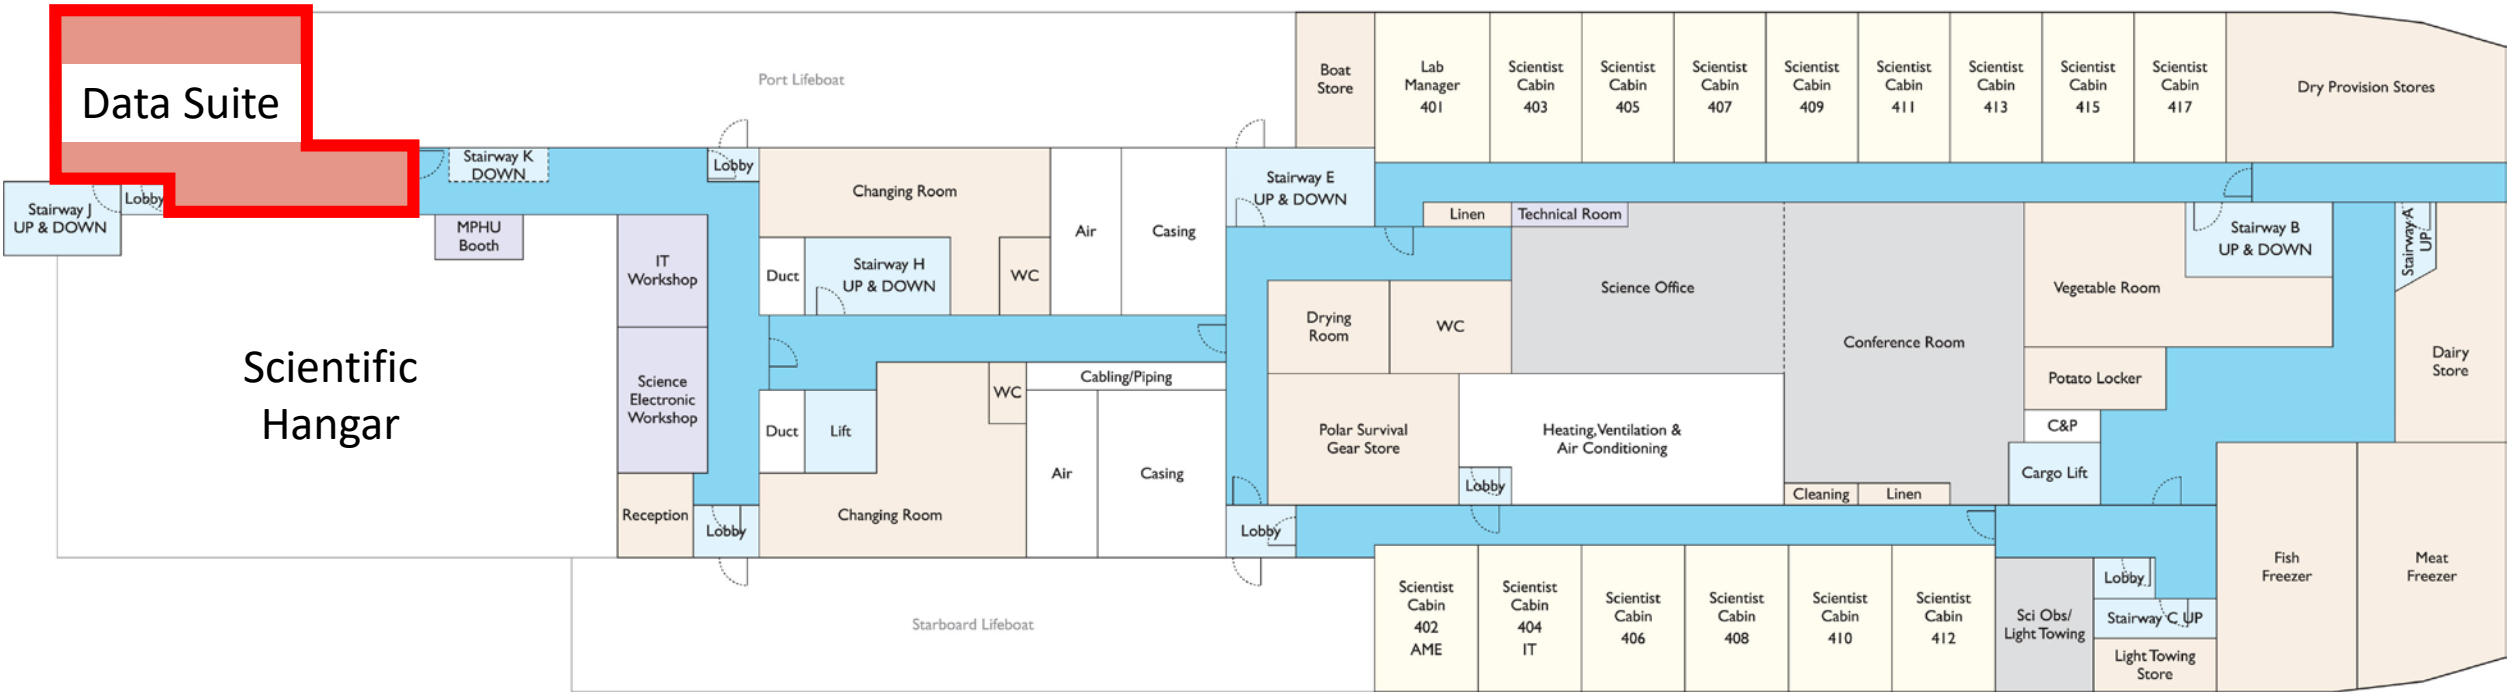 Data Suite
Port Lifeboat
Boat
Store
Lab
Manager
401
Scientist
Cabin
403
Scientist
Cabin
405
Scientist
Cabin
407
Scientist
Cabin
409
Scientist
Cabin
411
Scientist
Cabin
413
Scientist
Cabin
415
Scientist
Cabin
417
Dry Provision Stores
Stairway J
UP & DOWN
Lobby
Stairway K
DOWN
Lobby
MPHU
Booth
Changing Room
Air
Casing
Stairway E
UP & DOWN
Linen
Technical Room
Stairway B
UP & DOWN
Stairway A
UP
IT
Workshop
Duct
Stairway H
UP & DOWN
WC
Science Office
Vegetable Room
Drying
Room
WC
Conference Room
Dairy
Store
Scientific
Hangar
Science
Electronic
Workshop
WC
Cabling/Piping
Potato Locker
Duct
Lift
Polar Survival
Gear Store
Heating, Ventilation &
Air Conditioning
C&P
Air
Casing
Lobby
Cargo Lift
Cleaning
Linen
Reception
Lobby
Changing Room
Lobby
Starboard Lifeboat
Scientist
Cabin
402
AME
Scientist
Cabin
404
IT
Scientist
Cabin
406
Scientist
Cabin
408
Scientist
Cabin
410
Scientist
Cabin
412
Sci Obs/
Light Towing
Lobby
Stairway C UP
Light Towing
Store
Fish
Freezer
Meat
Freezer